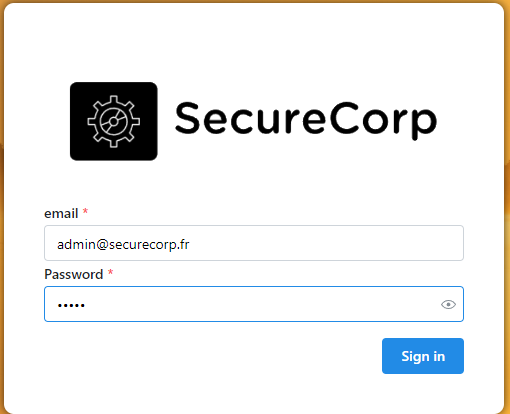 SecureCorp
email *
admin@securecorp.fr
Password *
•••••
Sign in